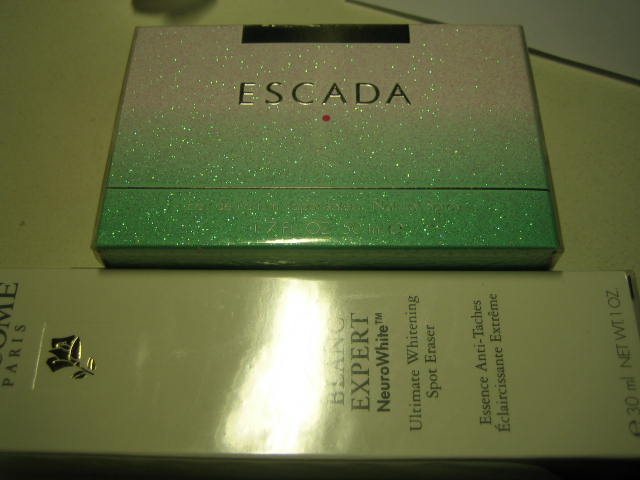 ESCADA
1.7 Fl. Oz. 50 ml
PARIS
BLANC
EXPERT
NeuroWhite™
Ultimate Whitening
Spot Eraser
Essence Anti-Taches
Éclaircissante Extrême
e 30 ml NET WT. 1 OZ.